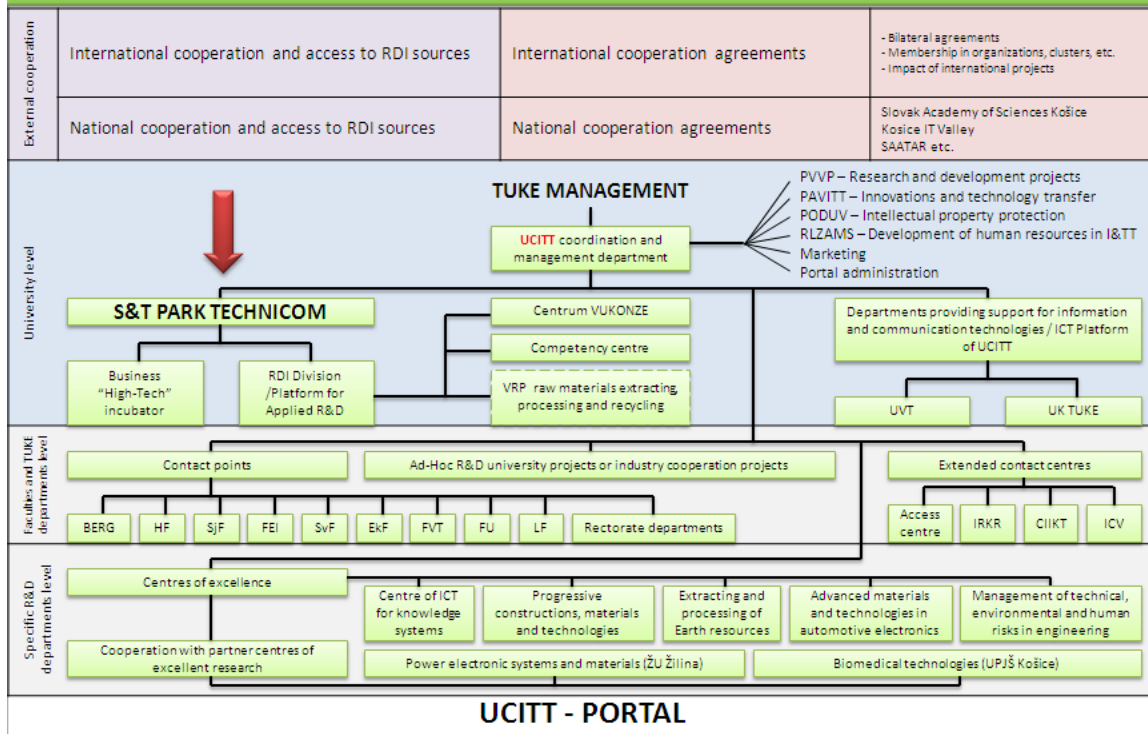 External cooperation
International cooperation and access to RDI sources
International cooperation agreements
- Bilateral agreements
- Membership in organizations, clusters, etc.
- Impact of international projects
National cooperation and access to RDI sources
National cooperation agreements
Slovak Academy of Sciences Košice
Kosice IT Valley
SAATAR etc.
University level
TUKE MANAGEMENT
UCITT coordination and
management department
PVVP – Research and development projects
PAVITT – Innovations and technology transfer
PODUV – Intellectual property protection
RLZAMS – Development of human resources in I&TT
Marketing
Portal administration
S&T PARK TECHNICOM
Business
"High-Tech"
incubator
RDI Division
/Platform for
Applied R&D
Centrum VUKONZE
Competency centre
VRP raw materials extracting,
processing and recycling
Departments providing support for information
and communication technologies / ICT Platform
of UCITT
UVT
UK TUKE
Faculties and TUKE
departments level
Contact points
Ad-Hoc R&D university projects or industry cooperation projects
Extended contact centres
BERG
HF
SjF
FEI
SvF
EkF
FVT
FU
LF
Rectorate departments
Access
centre
IRKR
CIIKT
ICV
Specific R&D
departments level
Centres of excellence
Centre of ICT
for knowledge
systems
Progressive
constructions, materials
and technologies
Extracting and
processing of
Earth resources
Advanced materials
and technologies in
automotive electronics
Management of technical,
environmental and human
risks in engineering
Cooperation with partner centres of
excellent research
Power electronic systems and materials (ŽU Žilina)
Biomedical technologies (UPJŠ Košice)
UCITT - PORTAL